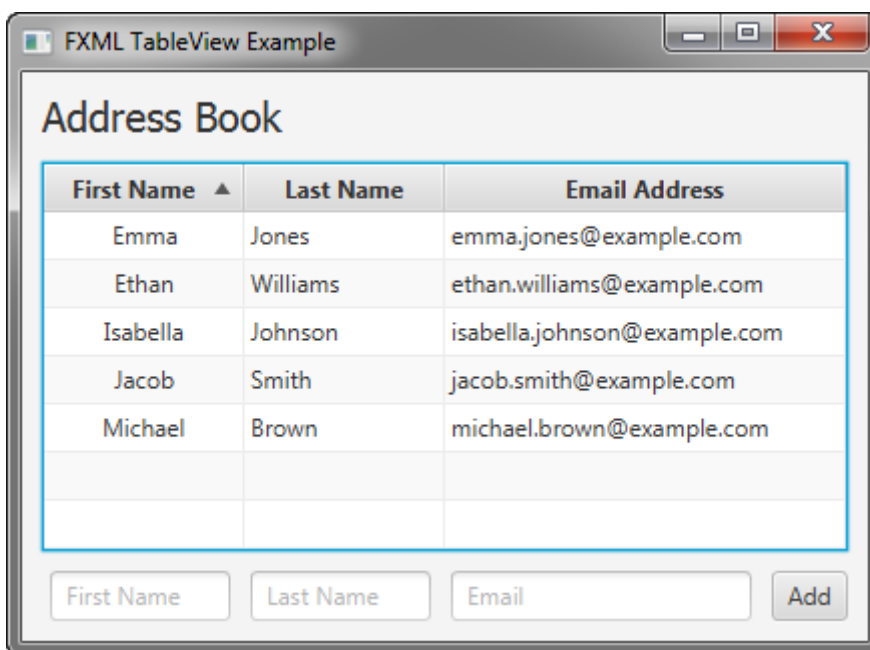 FXML TableView Example
Address Book
First Name Last Name Email Address
Emma Jones emma.jones@example.com
Ethan Williams ethan.williams@example.com
Isabella Johnson isabella.johnson@example.com
Jacob Smith jacob.smith@example.com
Michael Brown michael.brown@example.com
First Name Last Name Email Add